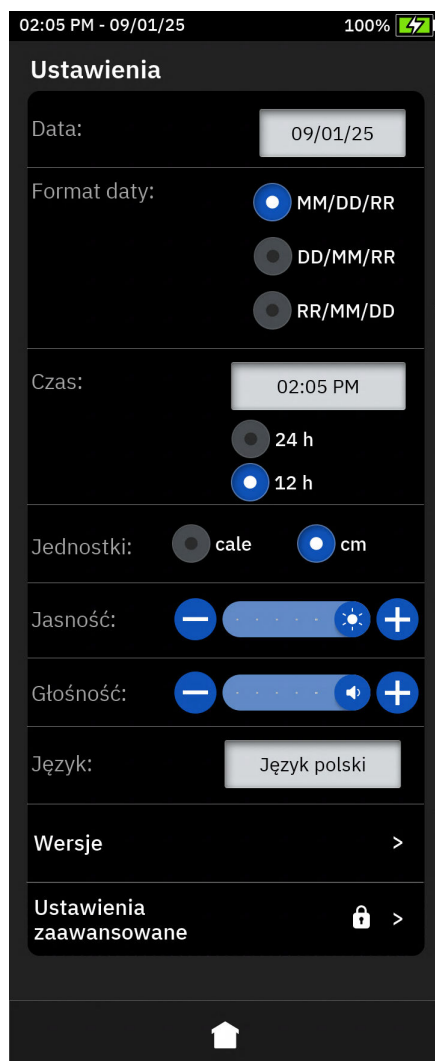 02:05 PM - 09/01/25 100%
Ustawienia
Data: 09/01/25
Format daty: MM/DD/RR
DD/MM/RR
RR/MM/DD
Czas: 02:05 PM
24 h
12 h
Jednostki: cale cm
Jasność:
Głośność:
Język: Język polski
Wersje >
Ustawienia
zaawansowane >